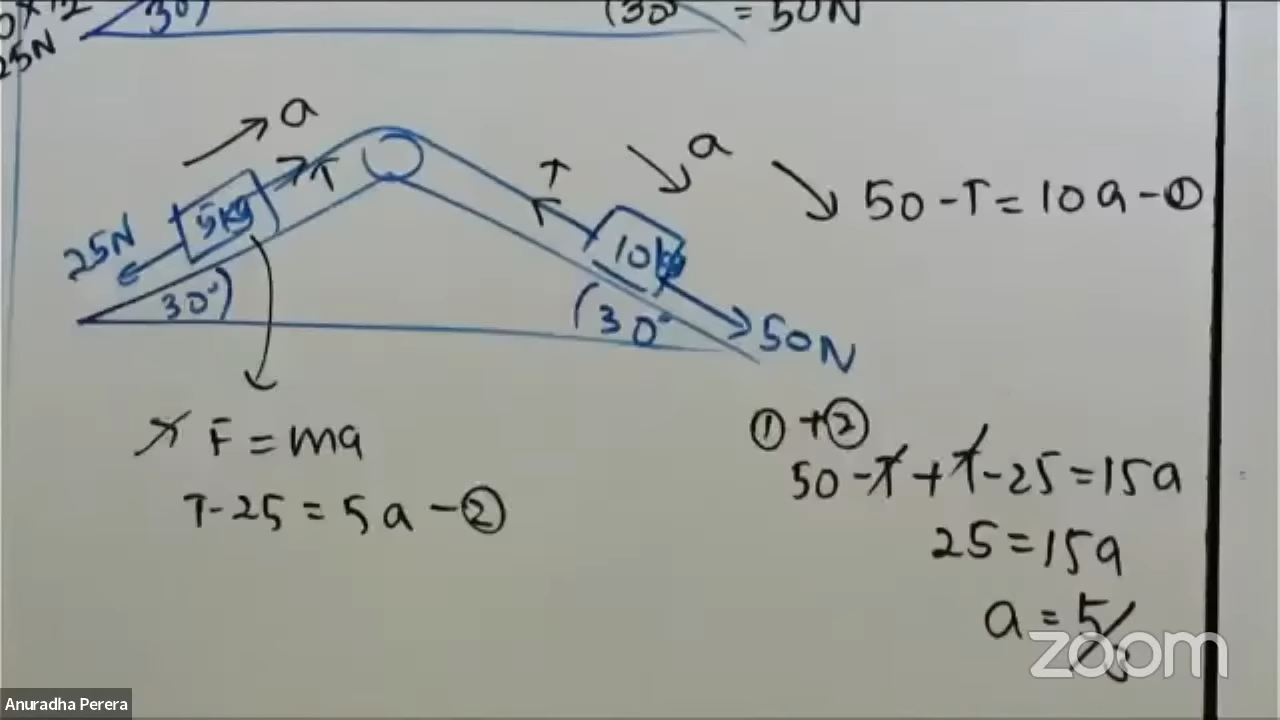 30°) (30° = 50N
25N
a
T
5kg
25N
30°)
T
a
10kg
(30°
50N
50 - T = 10a - ①
F = ma
T - 25 = 5a - ②
① + ②
50 - T + T - 25 = 15a
25 = 15a
a = 5/3
zoom
Anuradha Perera